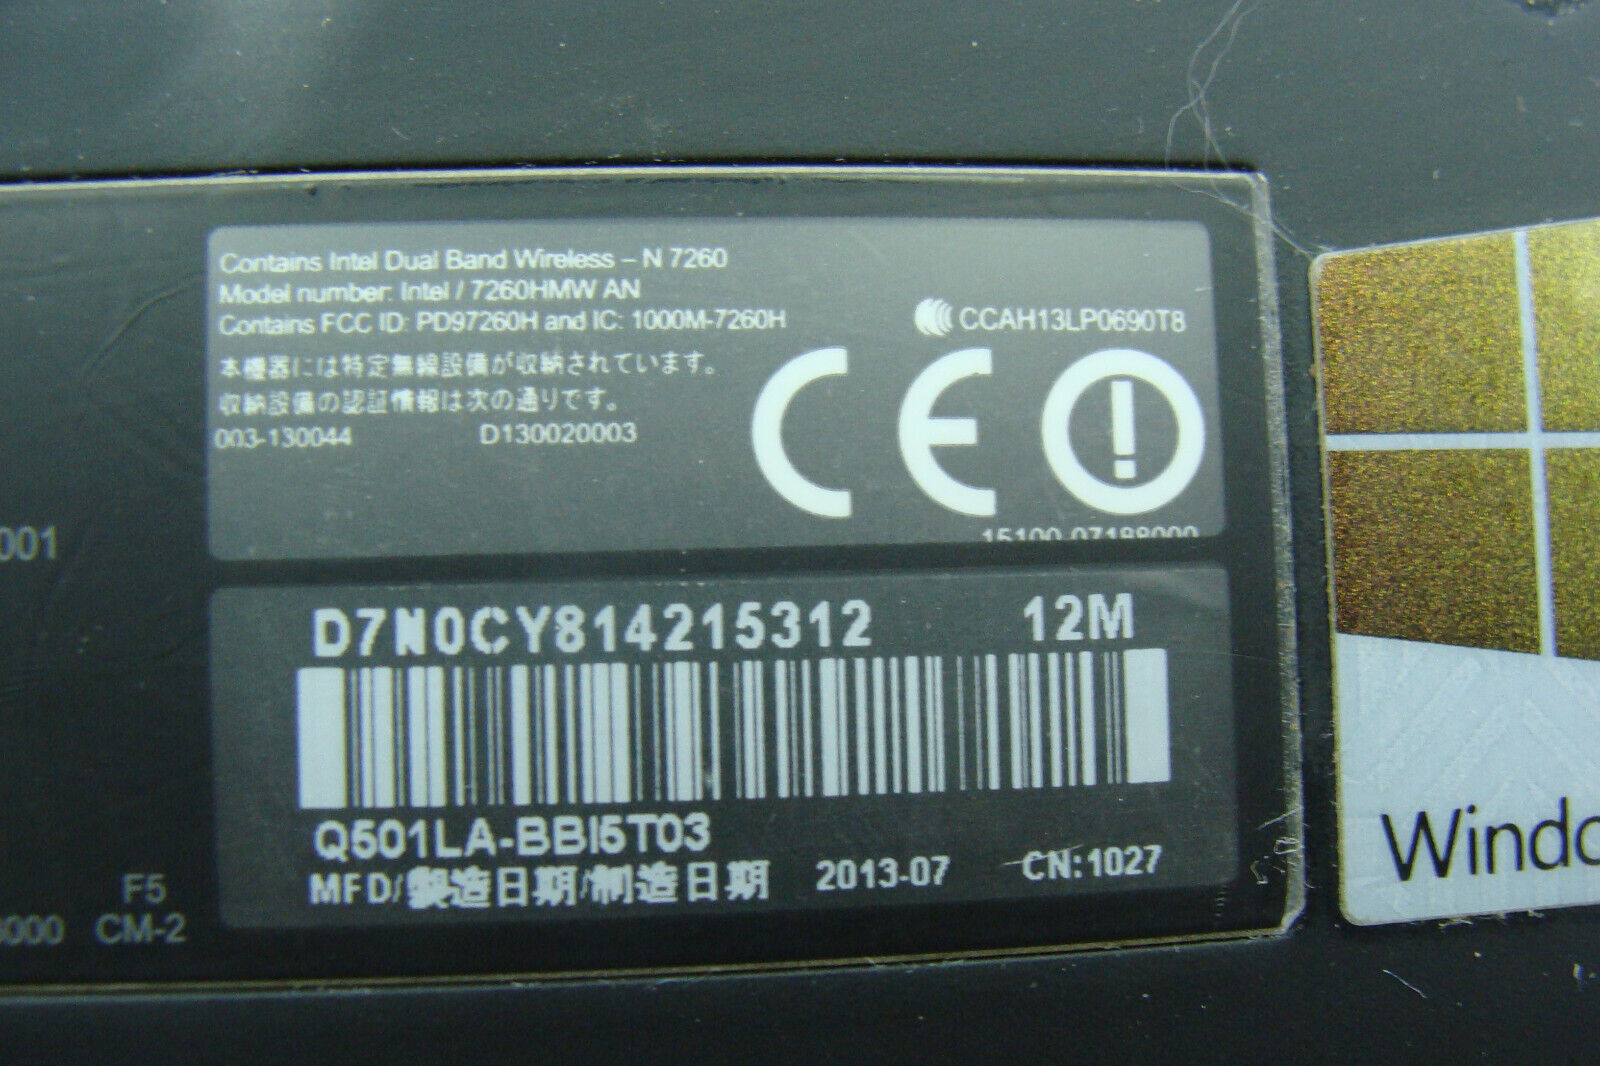 Contains Intel Dual Band Wireless – N 7260
Model number: Intel / 7260HMW AN
Contains FCC ID: PD97260H and IC: 1000M-7260H
CCAH13LP0690T8
本機器には特定無線設備が収納されています。
収納設備の認証情報は次の通りです。
003-130044 D130020003
CE
15100-07188000
001
D7N0CY814215312 12M
Q501LA-BBI5T03
MFD/製造日期/制造日期 2013-07 CN:1027
F5
0000 CM-2
Windo